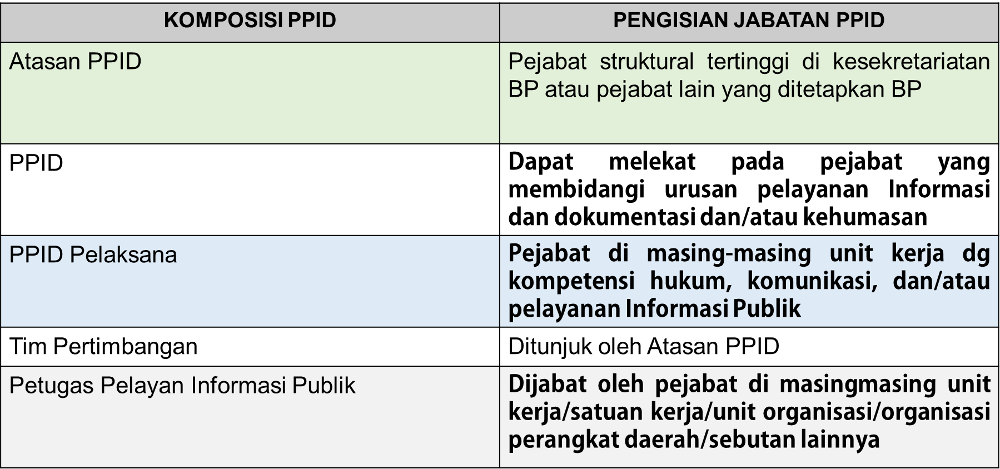 KOMPOSISI PPID
PENGISIAN JABATAN PPID
Atasan PPID
Pejabat struktural tertinggi di kesekretariatan
BP atau pejabat lain yang ditetapkan BP
PPID
Dapat melekat pada pejabat yang
membidangi urusan pelayanan Informasi
dan dokumentasi dan/atau kehumasan
PPID Pelaksana
Pejabat di masing-masing unit kerja dg
kompetensi hukum, komunikasi, dan/atau
pelayanan Informasi Publik
Tim Pertimbangan
Ditunjuk oleh Atasan PPID
Petugas Pelayan Informasi Publik
Dijabat oleh pejabat di masingmasing unit
kerja/satuan kerja/unit organisasi/organisasi
perangkat daerah/sebutan lainnya